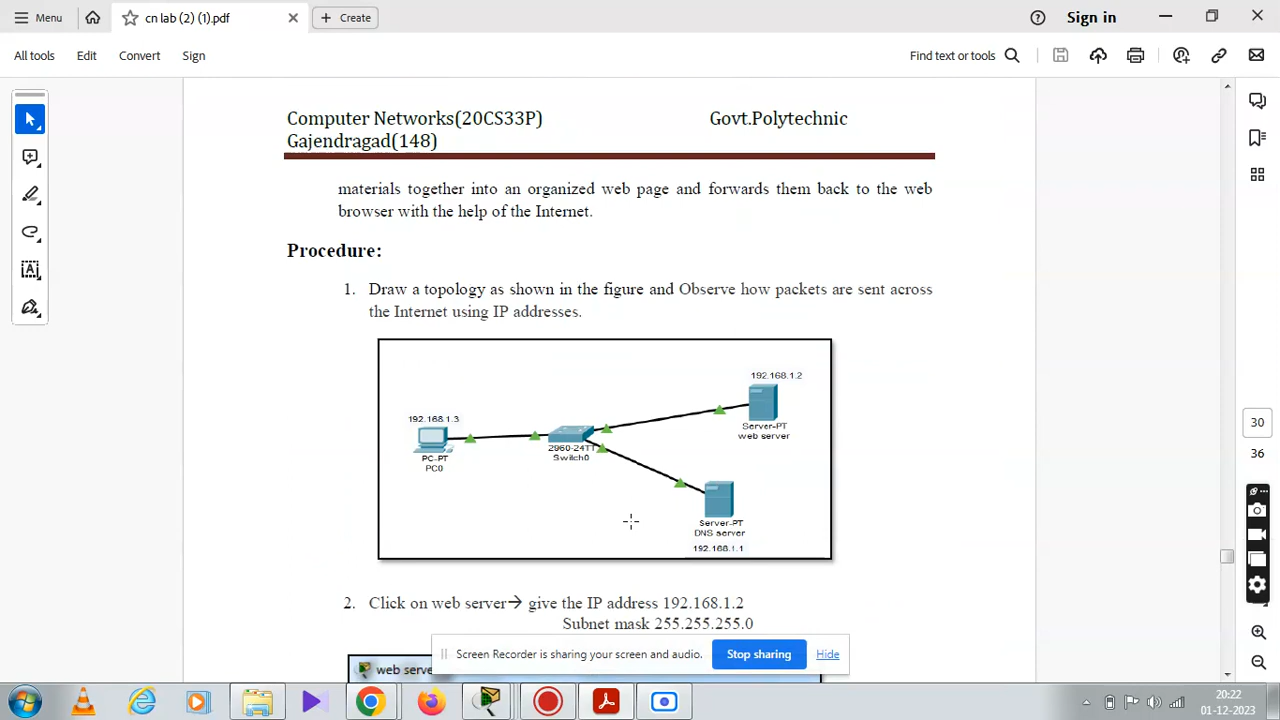 Menu
cn lab (2) (1).pdf
Create
Sign in
All tools
Edit
Convert
Sign
Find text or tools
Computer Networks(20CS33P) Govt.Polytechnic
Gajendragad(148)
materials together into an organized web page and forwards them back to the web
browser with the help of the Internet.
Procedure:
1. Draw a topology as shown in the figure and Observe how packets are sent across
the Internet using IP addresses.
192.168.1.2
192.168.1.3
Server-PT
web server
2960-24TT
Switch0
PC-PT
PC0
Server-PT
DNS server
192.168.1.1
30
36
2. Click on web server→ give the IP address 192.168.1.2
Subnet mask 255.255.255.0
Screen Recorder is sharing your screen and audio.
Stop sharing
Hide
web serve
20:22
01-12-2023